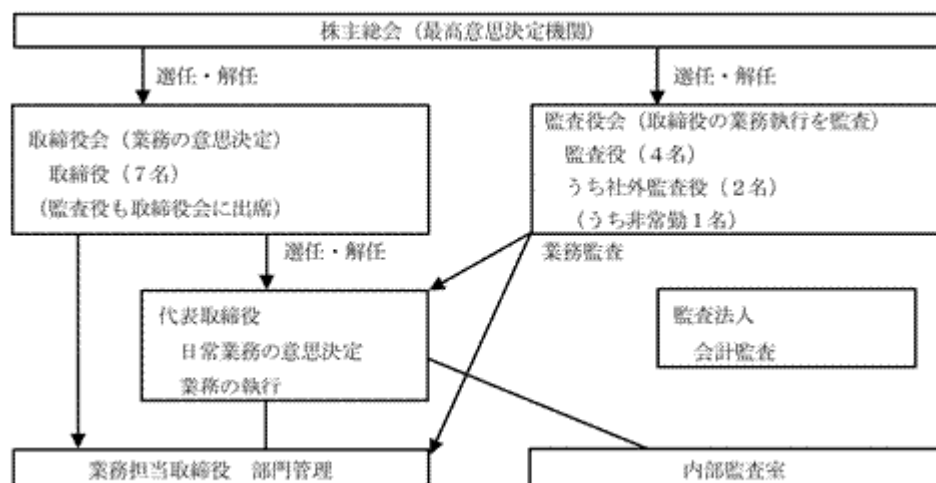 株主総会（最高意思決定機関）
選任・解任
選任・解任
取締役会（業務の意思決定）
取締役（７名）
（監査役も取締役会に出席）
監査役会（取締役の業務執行を監査）
監査役（４名）
うち社外監査役（２名）
（うち非常勤１名）
選任・解任
業務監査
代表取締役
日常業務の意思決定
業務の執行
監査法人
会計監査
業務担当取締役　部門管理
内部監査室